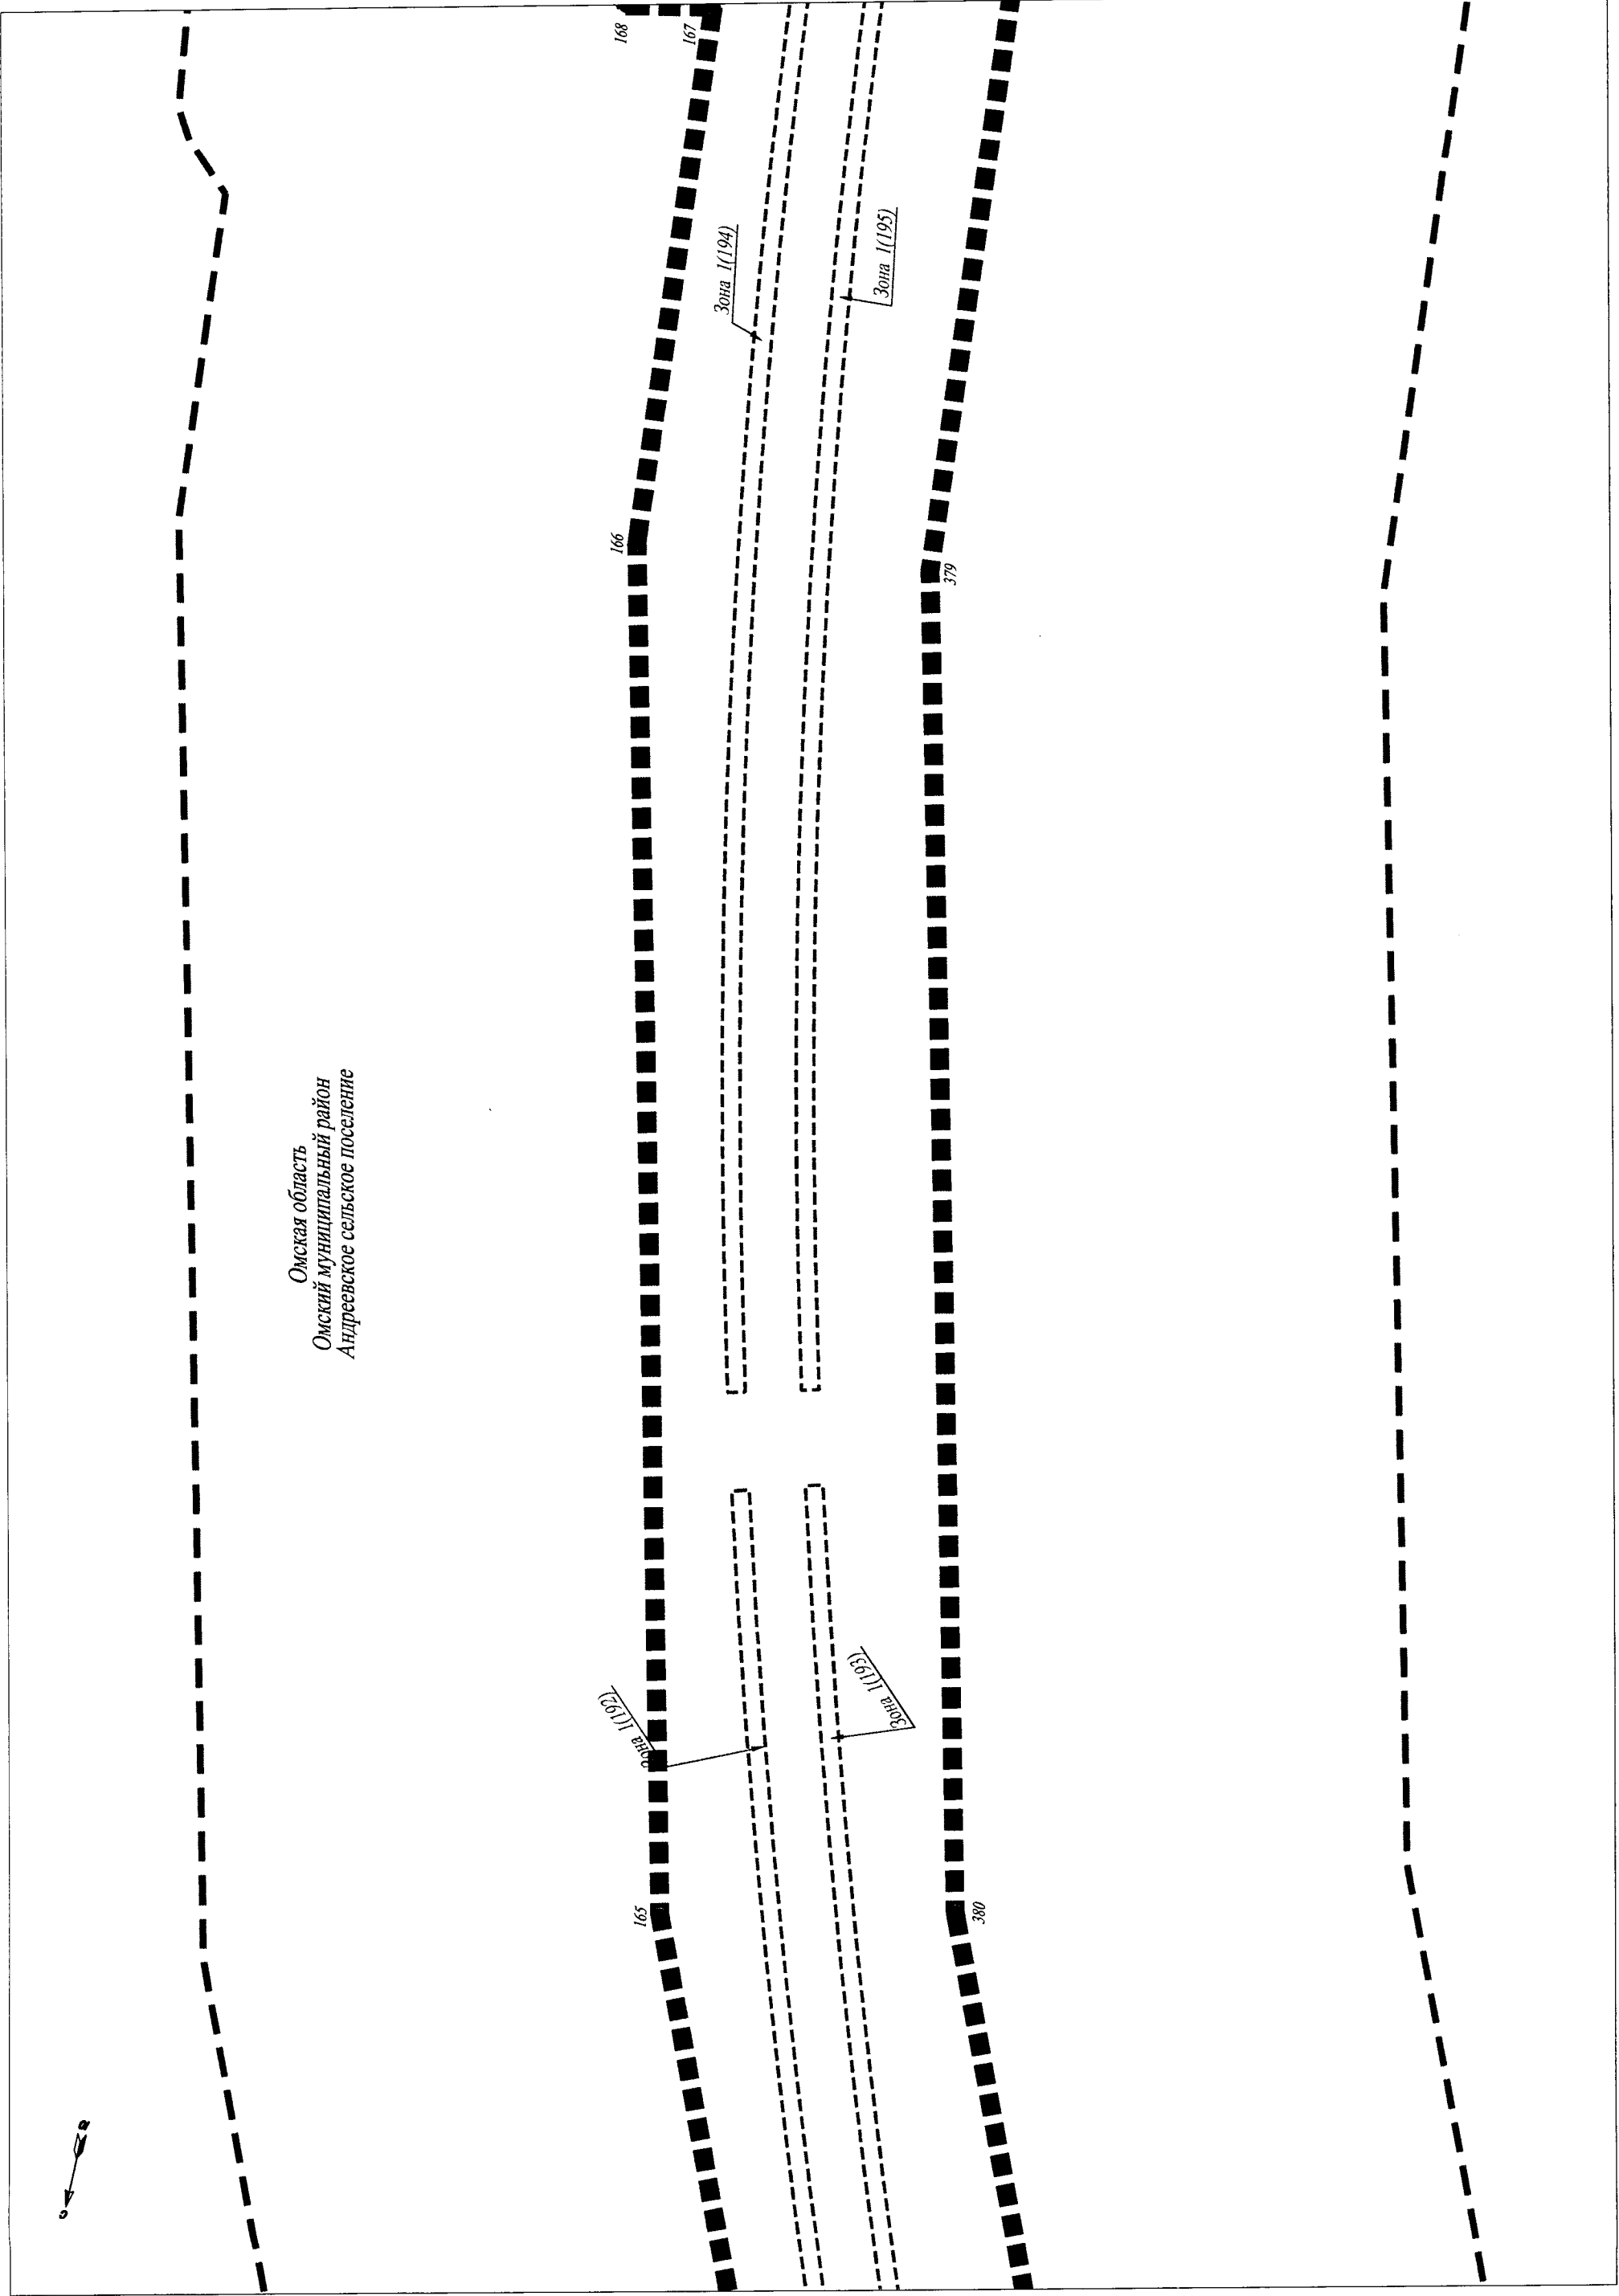 Омская область
Омский муниципальный район
Андреевское сельское поселение
168
167
166
165
379
380
Зона 1(194)
Зона 1(195)
Зона 1(192)
Зона 1(193)
С